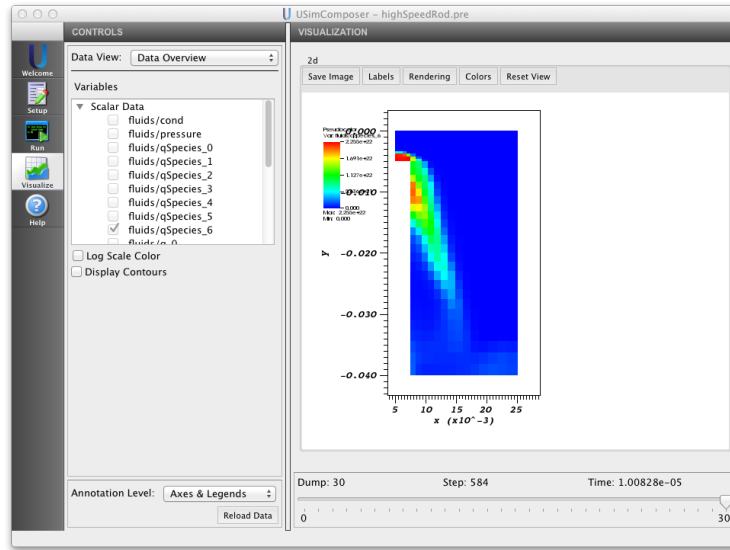 USimComposer - highSpeedRod.pre
CONTROLS
VISUALIZATION
Welcome
Setup
Run
Visualize
Help
Data View: Data Overview
Variables
Scalar Data
fluids/cond
fluids/pressure
fluids/qSpecies_0
fluids/qSpecies_1
fluids/qSpecies_2
fluids/qSpecies_3
fluids/qSpecies_4
fluids/qSpecies_5
fluids/qSpecies_6
Log Scale Color
Display Contours
Annotation Level: Axes & Legends
Reload Data
2d
Save Image Labels Rendering Colors Reset View
Var: fluids/qSpecies_6
2.255e+22
1.691e+22
1.127e+22
0.000
Max: 2.255e+22
Min: 0.000
0.000
-0.010
-0.020
-0.030
-0.040
y
5 10 15 20 25
x (x10^-3)
Dump: 30 Step: 584 Time: 1.00828e-05
0 30